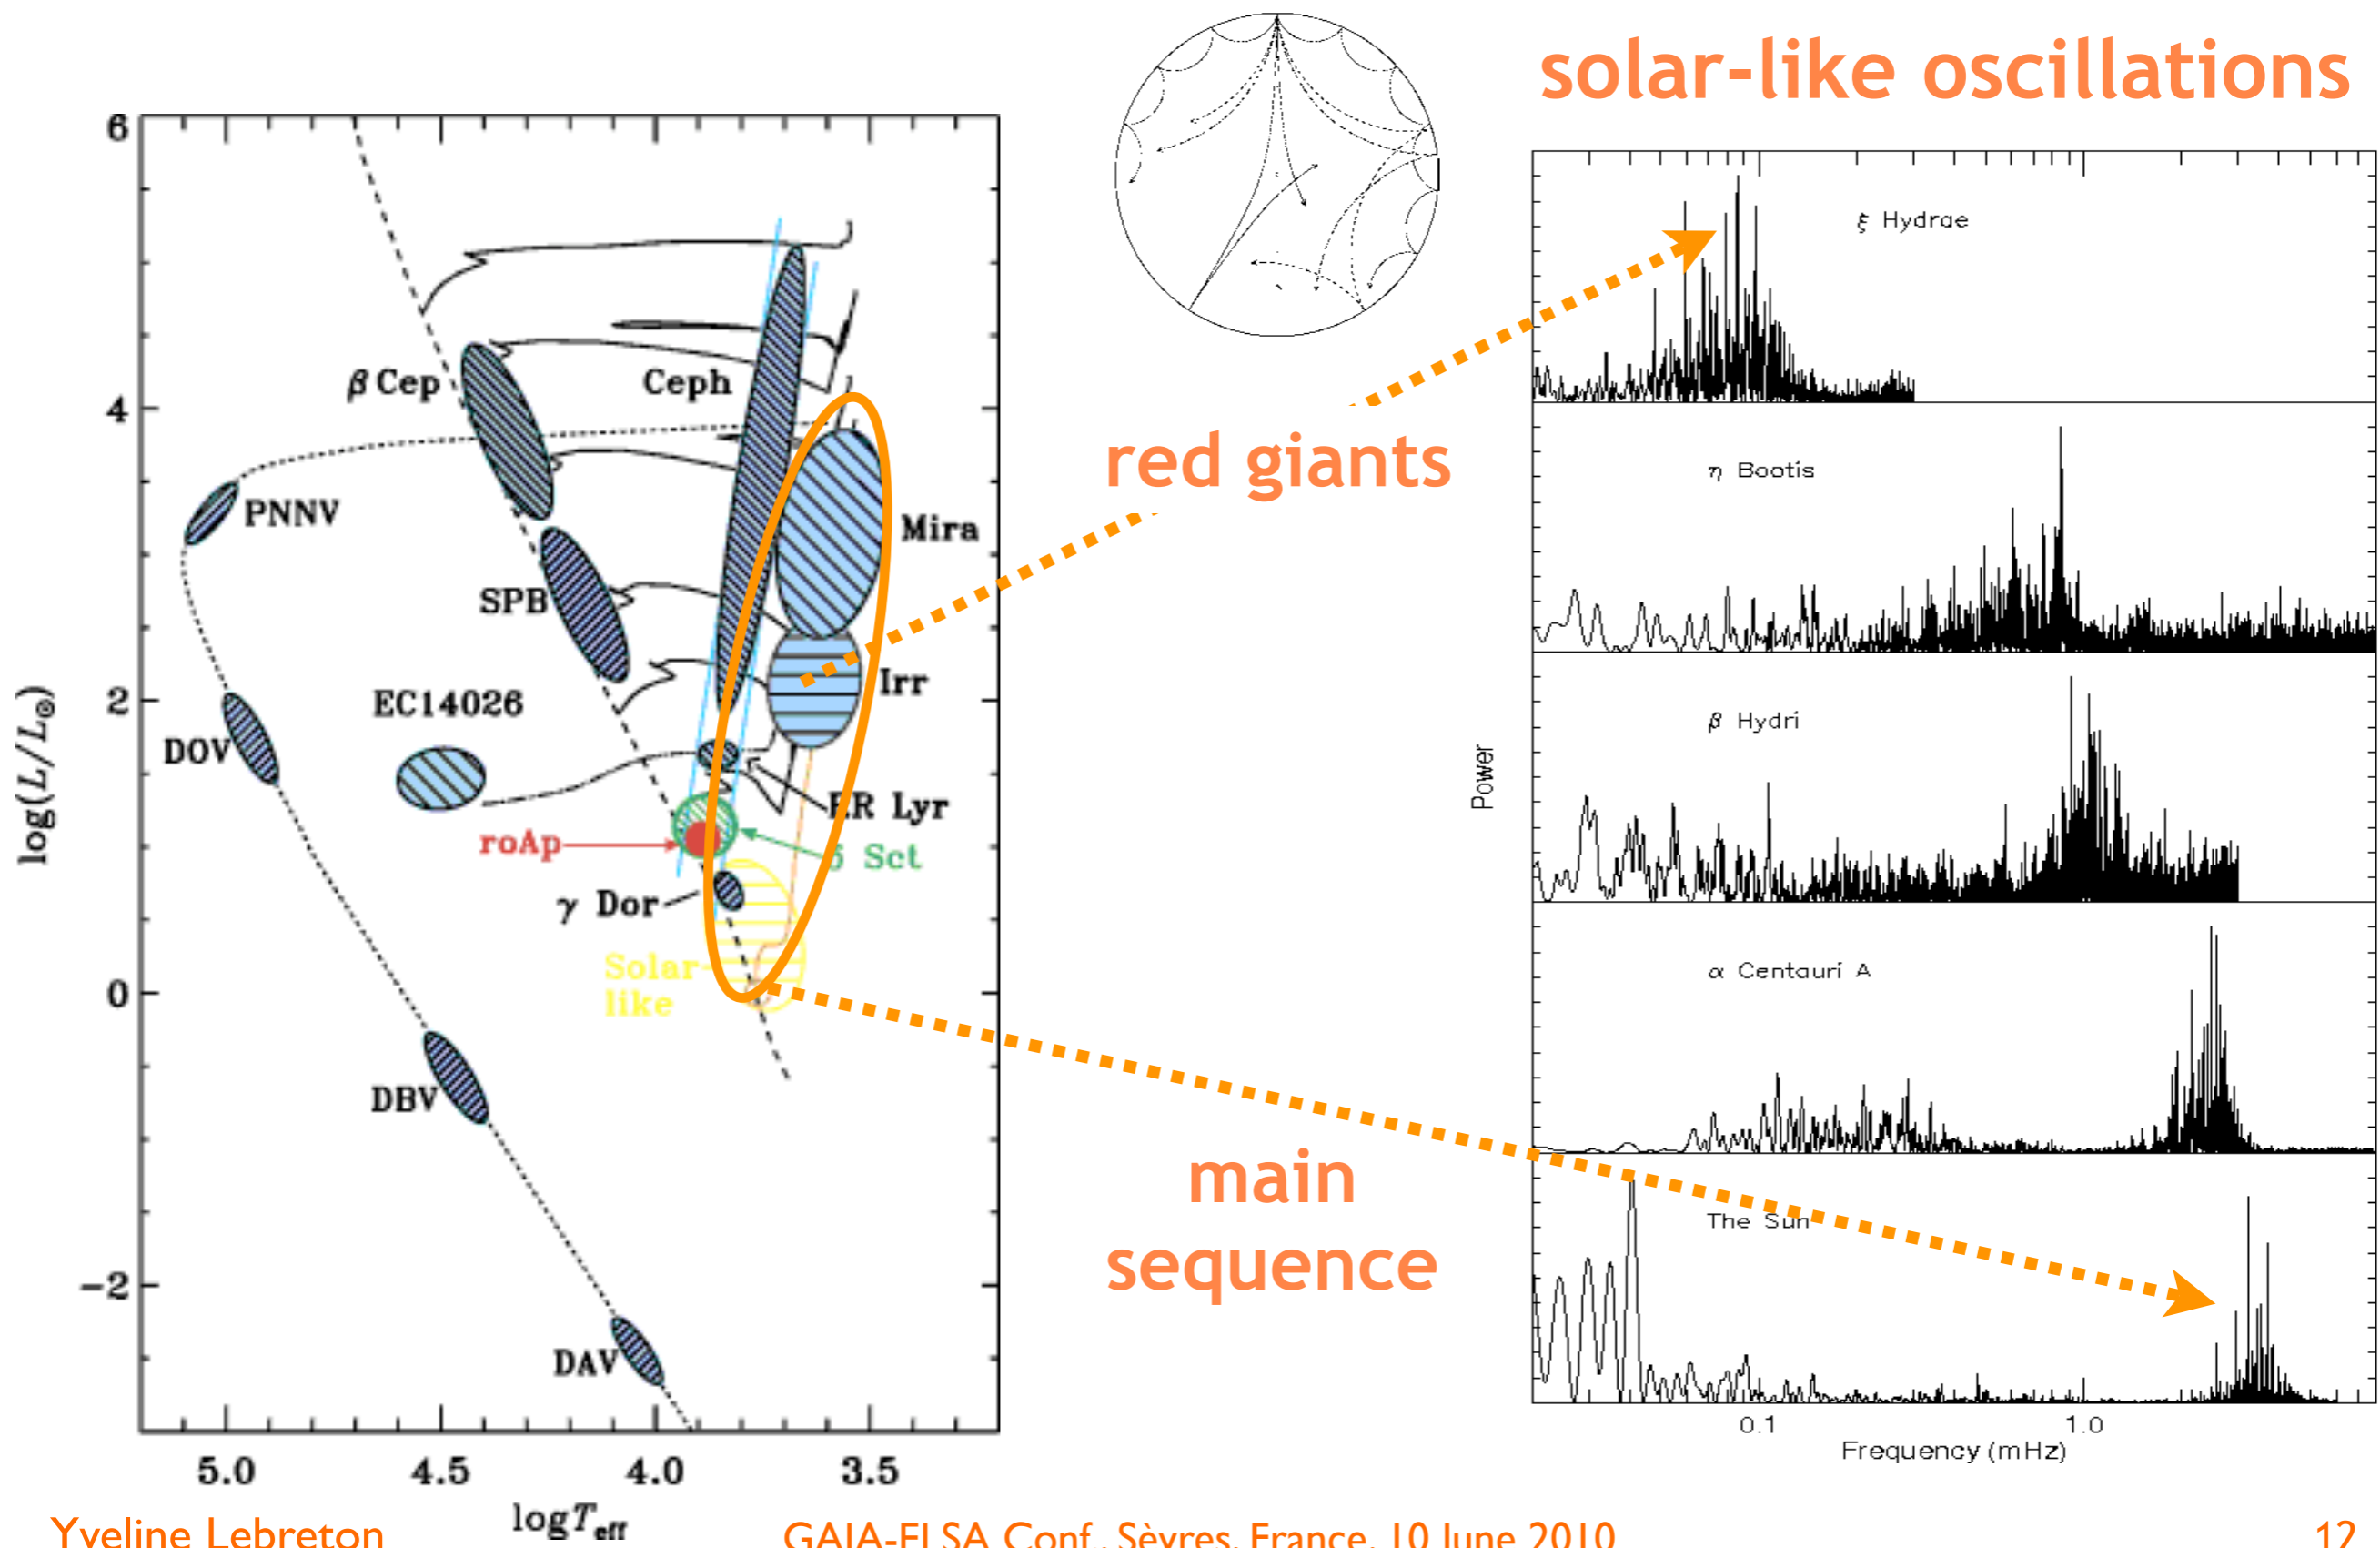 solar-like oscillations
6
4
2
0
−2
log(L/L⊙)
β Cep
Ceph
PNNV
Mira
SPB
Irr
EC14026
DOV
RR Lyr
roAp
δ Sct
γ Dor
Solar-
like
DBV
DAV
5.0
4.5
4.0
3.5
logTeff
red giants
main
sequence
ξ Hydrae
η Bootis
β Hydri
α Centauri A
The Sun
Power
0.1
1.0
Frequency (mHz)
Yveline Lebreton
GAIA-ELSA Conf., Sèvres, France, 10 June 2010
12